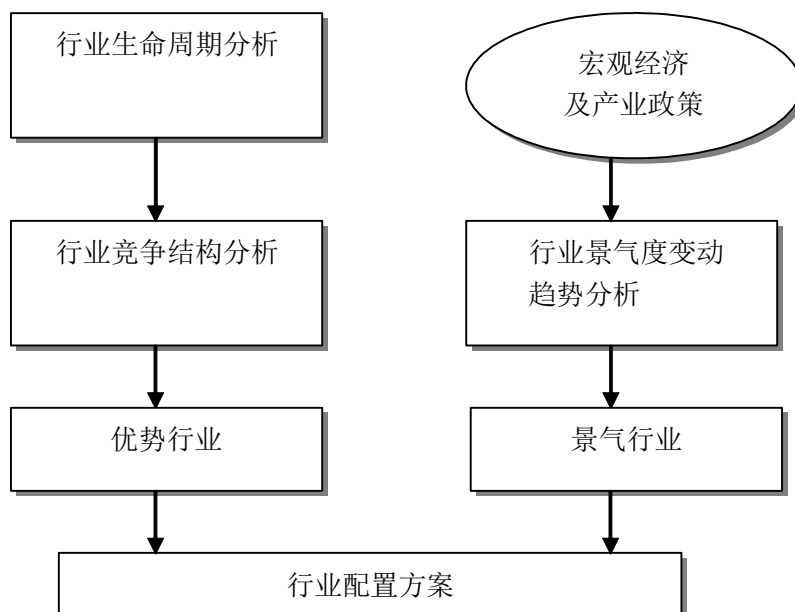 行业生命周期分析
宏观经济
及产业政策
行业竞争结构分析
行业景气度变动
趋势分析
优势行业
景气行业
行业配置方案